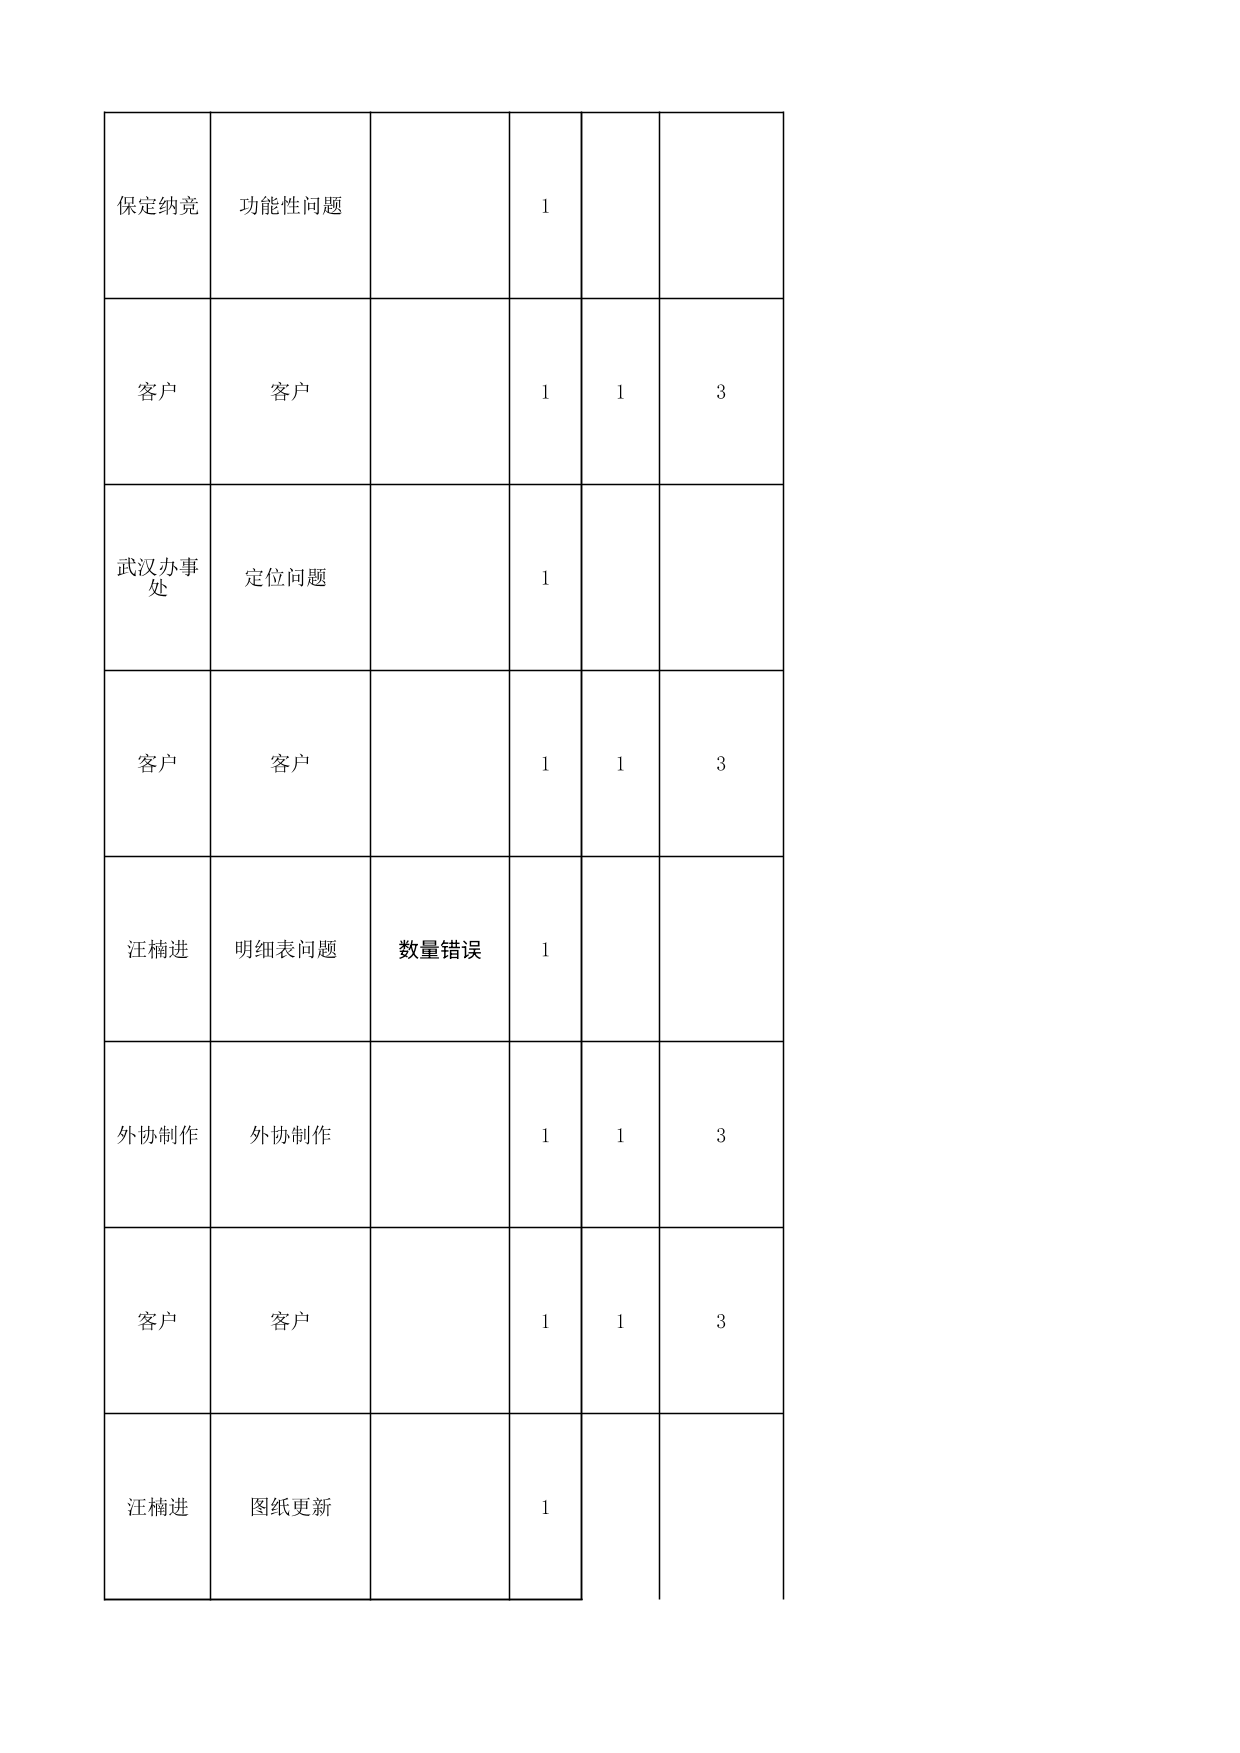 保定纳竞 功能性问题 1
客户 客户 1 1 3
武汉办事
处 定位问题 1
客户 客户 1 1 3
汪楠进 明细表问题 数量错误 1
外协制作 外协制作 1 1 3
客户 客户 1 1 3
汪楠进 图纸更新 1